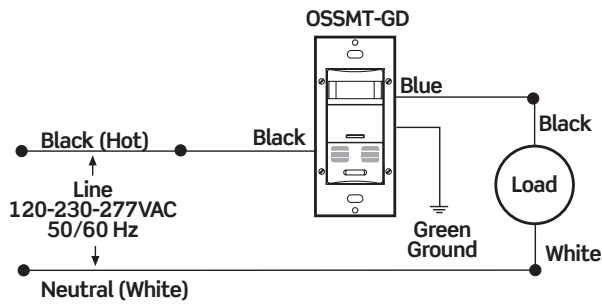 OSSMT-GD
Blue
Black (Hot)
Black
Black
Line
120-230-277VAC
50/60 Hz
Load
Green
Ground
White
Neutral (White)